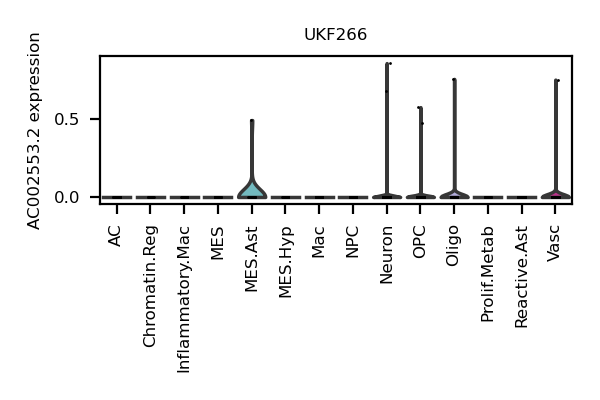 UKF266
AC002553.2 expression
0.5
0.0
AC
Chromatin.Reg
Inflammatory.Mac
MES
MES.Ast
MES.Hyp
Mac
NPC
Neuron
OPC
Oligo
Prolif.Metab
Reactive.Ast
Vasc